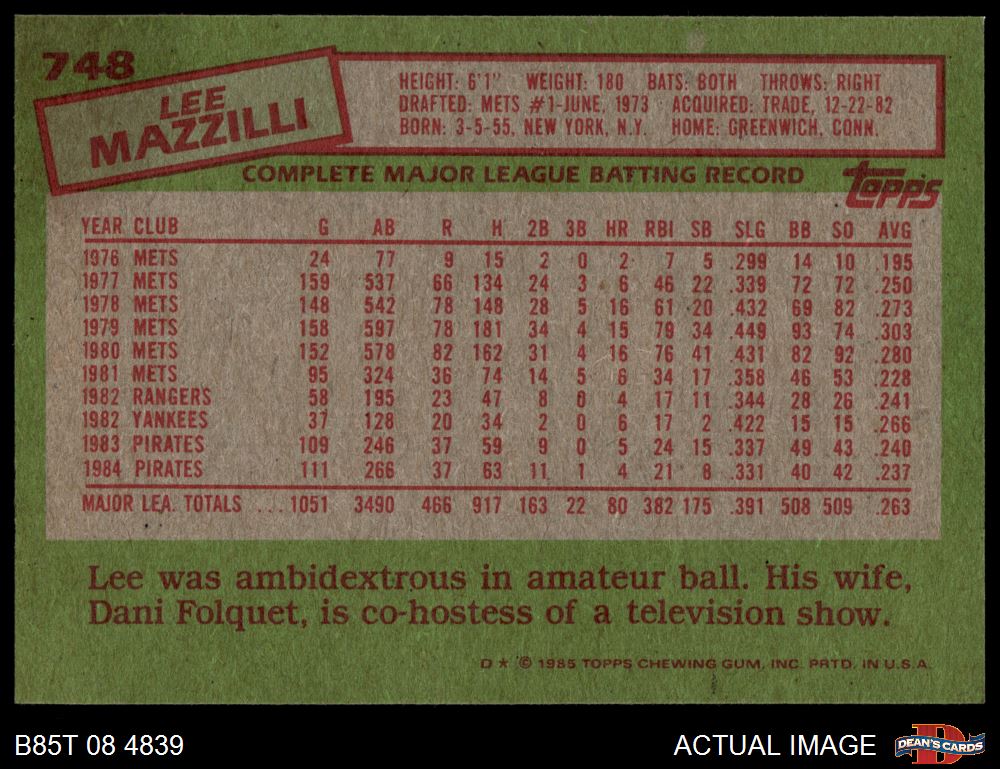 748
LEE
MAZZILLI
HEIGHT: 6'1" WEIGHT: 180 BATS: BOTH THROWS: RIGHT
DRAFTED: METS #1-JUNE, 1973 ACQUIRED: TRADE, 12-22-82
BORN: 3-5-55, NEW YORK, N.Y. HOME: GREENWICH, CONN.
COMPLETE MAJOR LEAGUE BATTING RECORD
topps
YEAR CLUB G AB R H 2B 3B HR RBI SB SLG BB SO AVG
1976 METS 24 77 9 15 2 0 2 7 5 .299 14 10 .195
1977 METS 159 537 66 134 24 3 6 46 22 .339 72 72 .250
1978 METS 148 542 78 148 28 5 16 61 20 .432 69 82 .273
1979 METS 158 597 78 181 34 4 15 79 34 .449 93 74 .303
1980 METS 152 578 82 162 31 4 16 76 41 .431 82 92 .280
1981 METS 95 324 36 74 14 5 6 34 17 .358 46 53 .228
1982 RANGERS 58 195 23 47 8 0 4 17 11 .344 28 26 .241
1982 YANKEES 37 128 20 34 2 0 6 17 2 .422 15 15 .266
1983 PIRATES 109 246 37 59 9 0 5 24 15 .337 49 43 .240
1984 PIRATES 111 266 37 63 11 1 4 21 8 .331 40 42 .237
MAJOR LEA. TOTALS ... 1051 3490 466 917 163 22 80 382 175 .391 508 509 .263
Lee was ambidextrous in amateur ball. His wife,
Dani Folquet, is co-hostess of a television show.
D * © 1985 TOPPS CHEWING GUM, INC. PRTD. IN U.S.A.
B85T 08 4839
ACTUAL IMAGE
DEAN'S CARDS